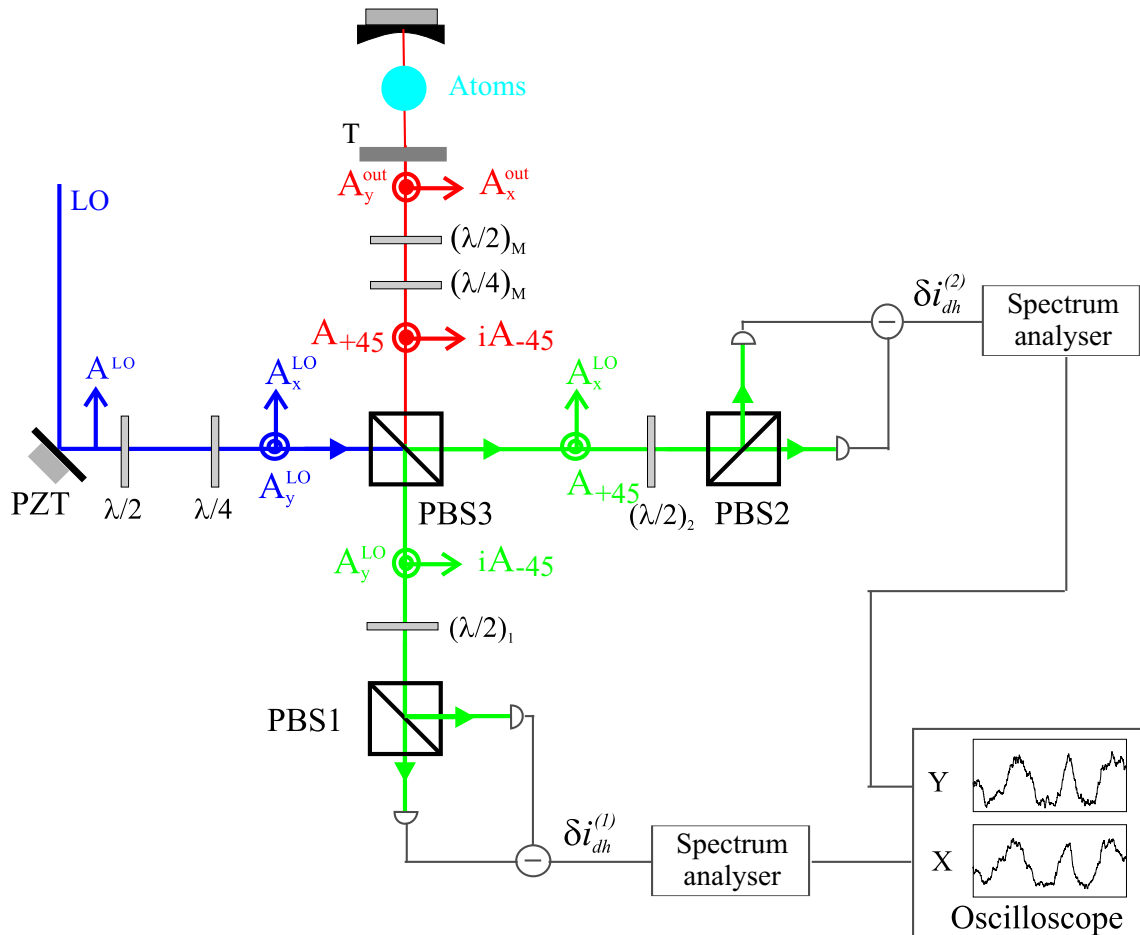 Atoms
T
A_y^out A_x^out
LO
(λ/2)_M
(λ/4)_M
δi_dh^(2)
Spectrum
analyser
A_+45 iA_-45
A^LO
A_x^LO
A_x^LO
PZT
λ/2
λ/4
A_y^LO
PBS3
A_+45
(λ/2)_2
PBS2
A_y^LO iA_-45
(λ/2)_1
PBS1
Y
δi_dh^(1)
Spectrum
analyser
X
Oscilloscope